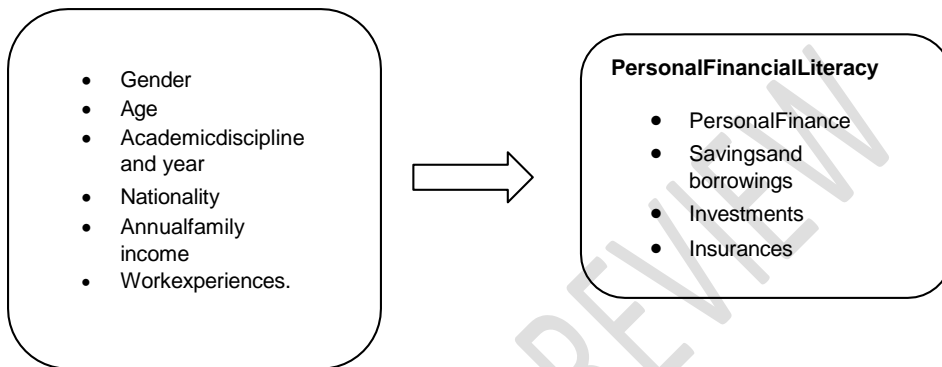 Gender
Age
Academicdiscipline
and year
Nationality
Annualfamily
income
Workexperiences.
PersonalFinancialLiteracy
PersonalFinance
Savingsand
borrowings
Investments
Insurances
REVIEW